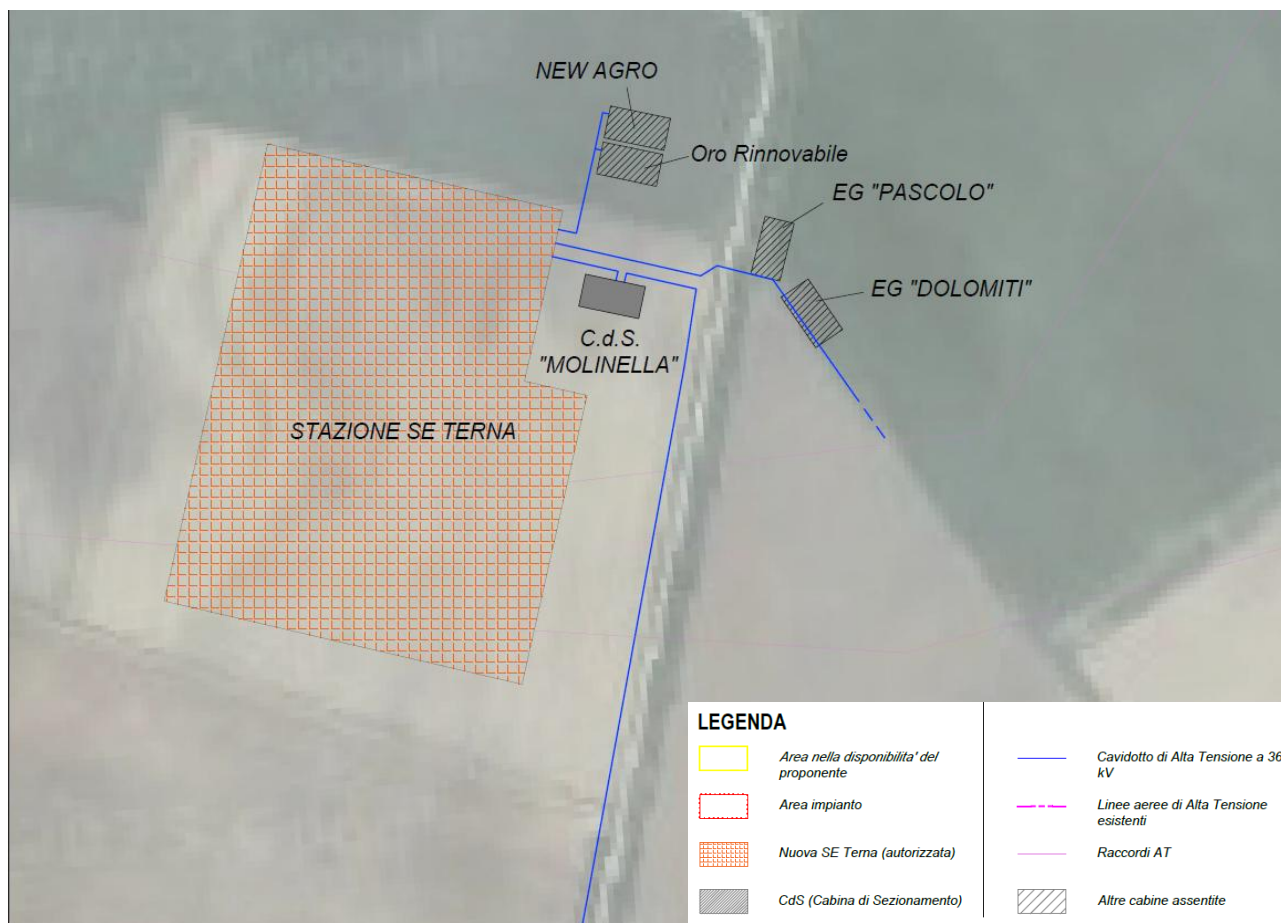 NEW AGRO
Oro Rinnovabile
EG "PASCOLO"
EG "DOLOMITI"
C.d.S.
"MOLINELLA"
STAZIONE SE TERNA
LEGENDA
Area nella disponibilita' del
proponente
Area impianto
Nuova SE Terna (autorizzata)
CdS (Cabina di Sezionamento)
Cavidotto di Alta Tensione a 36
kV
Linee aeree di Alta Tensione
esistenti
Raccordi AT
Altre cabine assentite